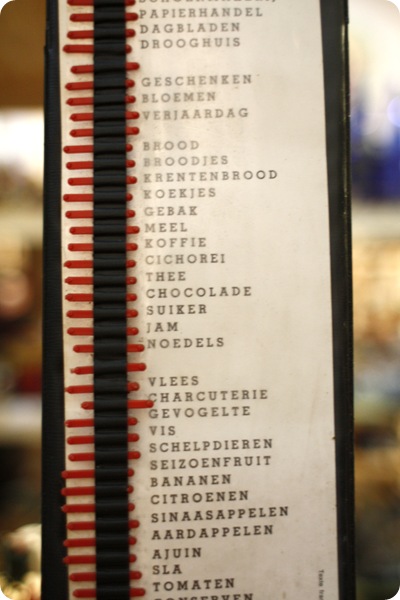 PAPIERHANDEL
DAGBLADEN
DROOGHUIS
GESCHENKEN
BLOEMEN
VERJAARDAG
BROOD
BROODJES
KRENTENBROOD
KOEKJES
GEBAK
MEEL
KOFFIE
CICHOREI
THEE
CHOCOLADE
SUIKER
JAM
NOEDELS
VLEES
CHARCUTERIE
GEVOGELTE
VIS
SCHELPDIEREN
SEIZOENFRUIT
BANANEN
CITROENEN
SINAASAPPELEN
AARDAPPELEN
AJUIN
SLA
TOMATEN
CONSERVEN